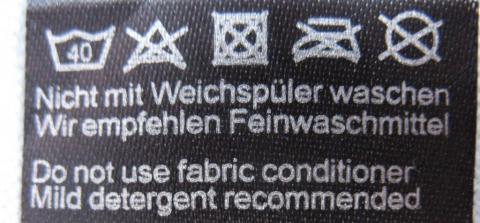 40
Nicht mit Weichspüler waschen
Wir empfehlen Feinwaschmittel
Do not use fabric conditioner
Mild detergent recommended